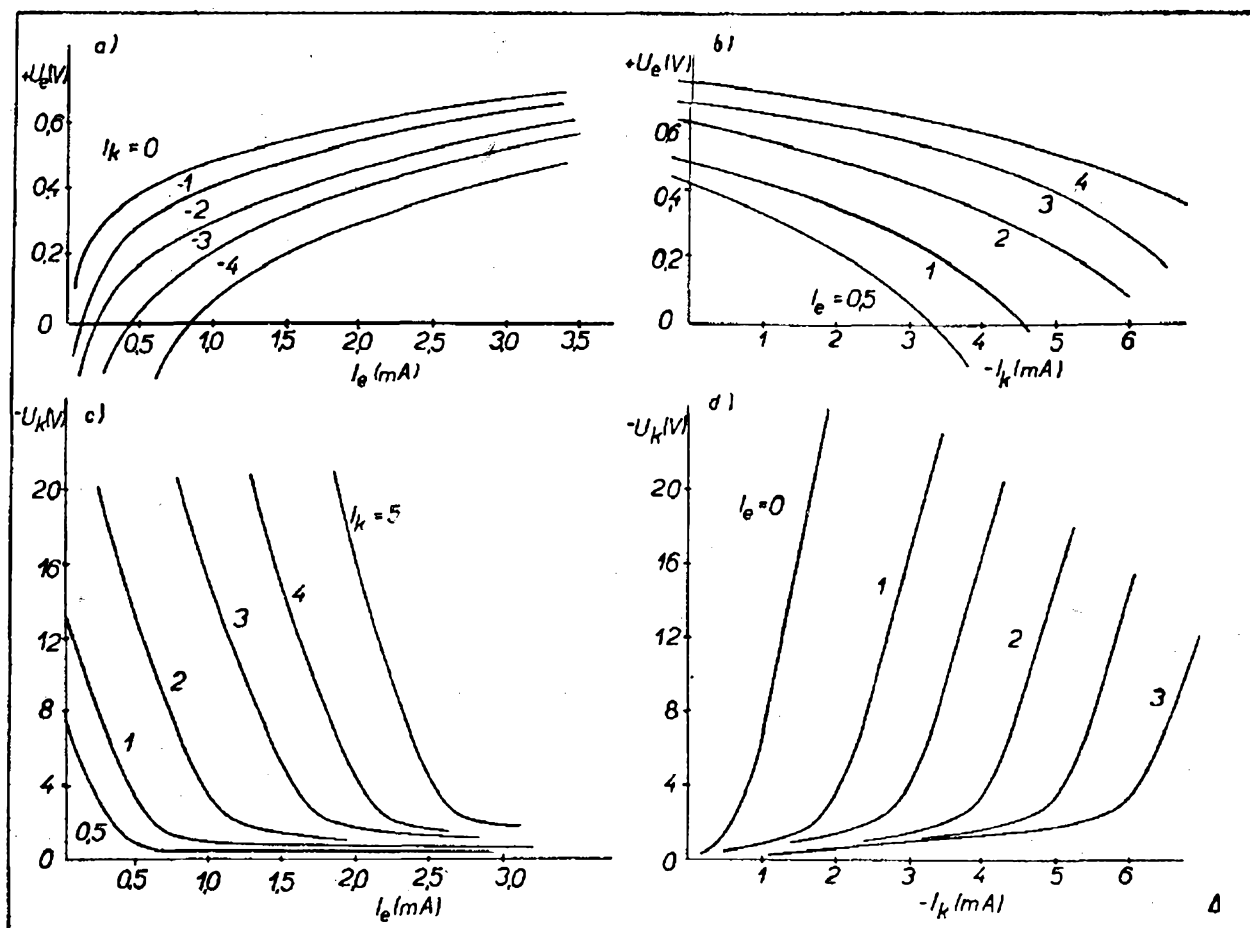 a)
+Ue(V)
0,6
0,4
0,2
0
Ik = 0
-1
-2
-3
-4
0,5 1,0 1,5 2,0 2,5 3,0 3,5
Ie (mA)
b)
+Ue (V)
0,6
0,4
0,2
0
4
3
2
1
Ie = 0,5
1 2 3 4 5 6
-Ik (mA)
c)
-Uk(V)
20
16
12
8
4
0
Ik = 5
4
3
2
1
0,5
0,5 1,0 1,5 2,0 2,5 3,0
Ie (mA)
d)
-Uk(V)
20
16
12
8
4
0
Ie = 0
1
2
3
1 2 3 4 5 6
-Ik (mA)